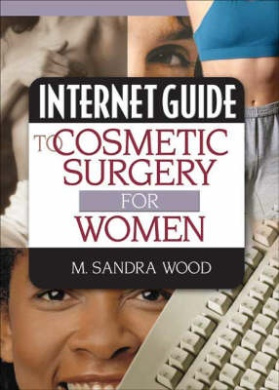 INTERNET GUIDE
TO COSMETIC
SURGERY
FOR
WOMEN
M. SANDRA WOOD